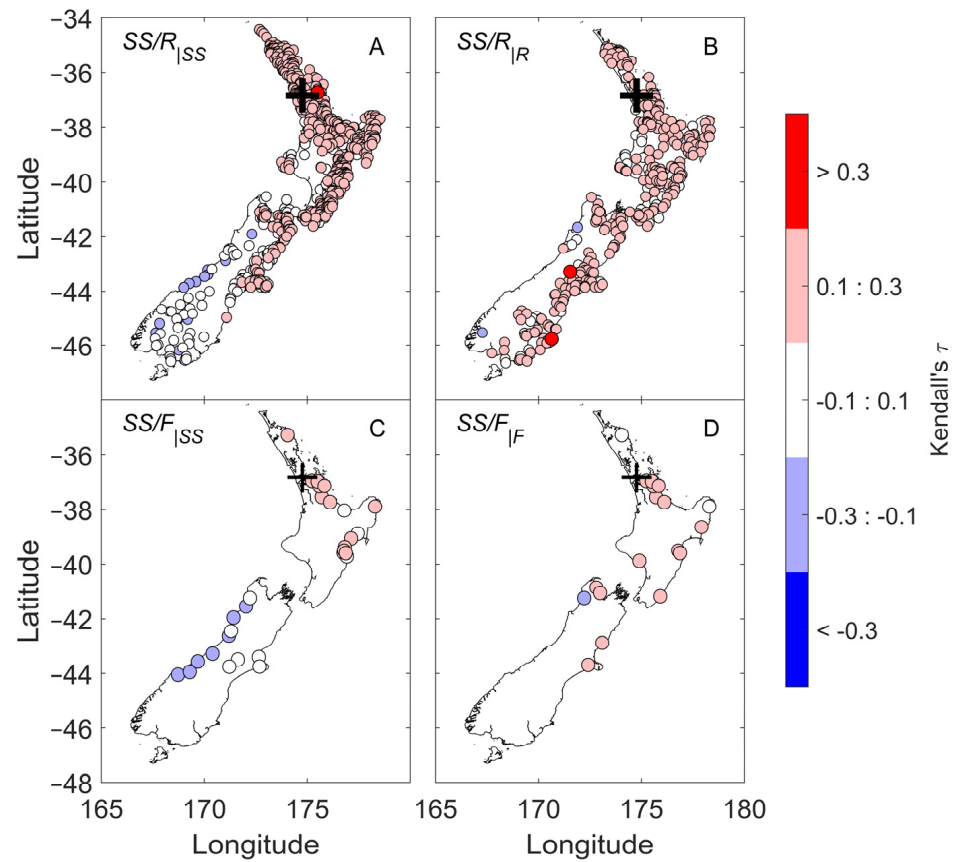 SS/R|SS
A
SS/R|R
B
−34
−36
−38
−40
−42
−44
−46
Latitude
SS/F|SS
C
SS/F|F
D
−36
−38
−40
−42
−44
−46
−48
Latitude
165
170
175
165
170
175
180
Longitude
Longitude
> 0.3
0.1 : 0.3
-0.1 : 0.1
-0.3 : -0.1
< -0.3
Kendall's τ